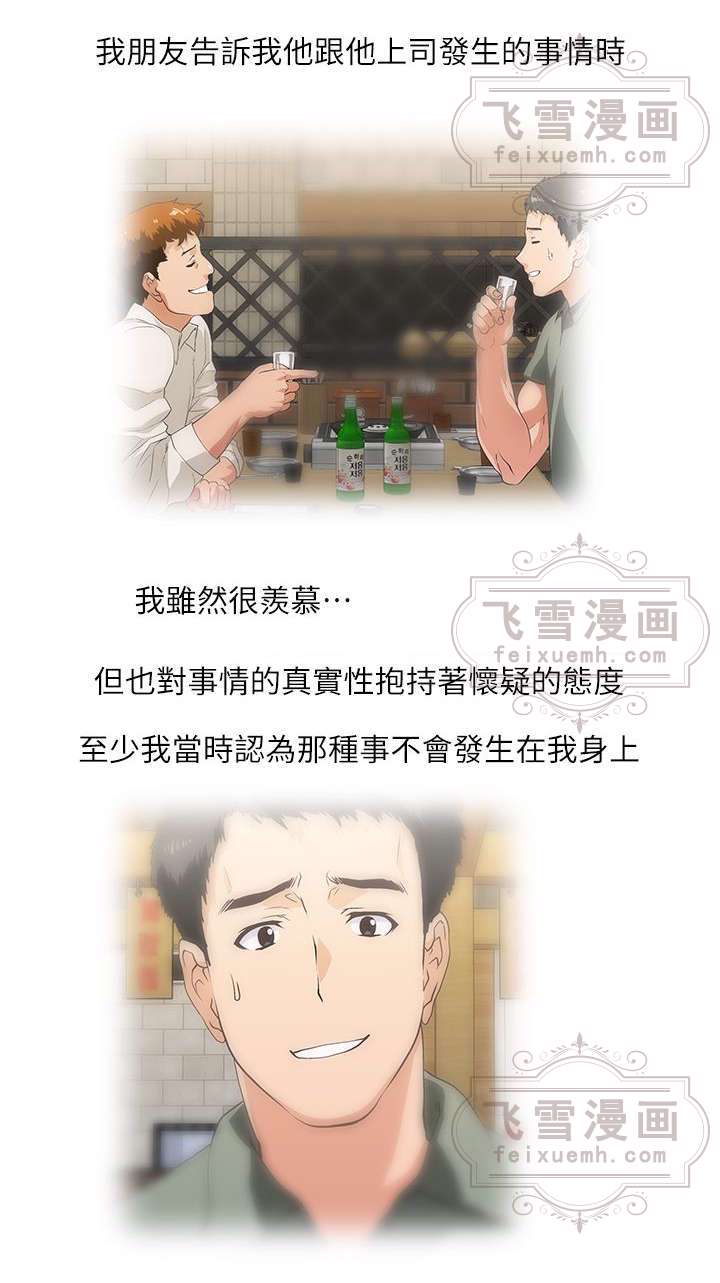 我朋友告訴我他跟他上司發生的事情時
飞雪漫画
feixuemh.com
我雖然很羨慕…
飞雪漫画
feixuemh.com
但也對事情的真實性抱持著懷疑的態度
至少我當時認為那種事不會發生在我身上
飞雪漫画
feixuemh.com